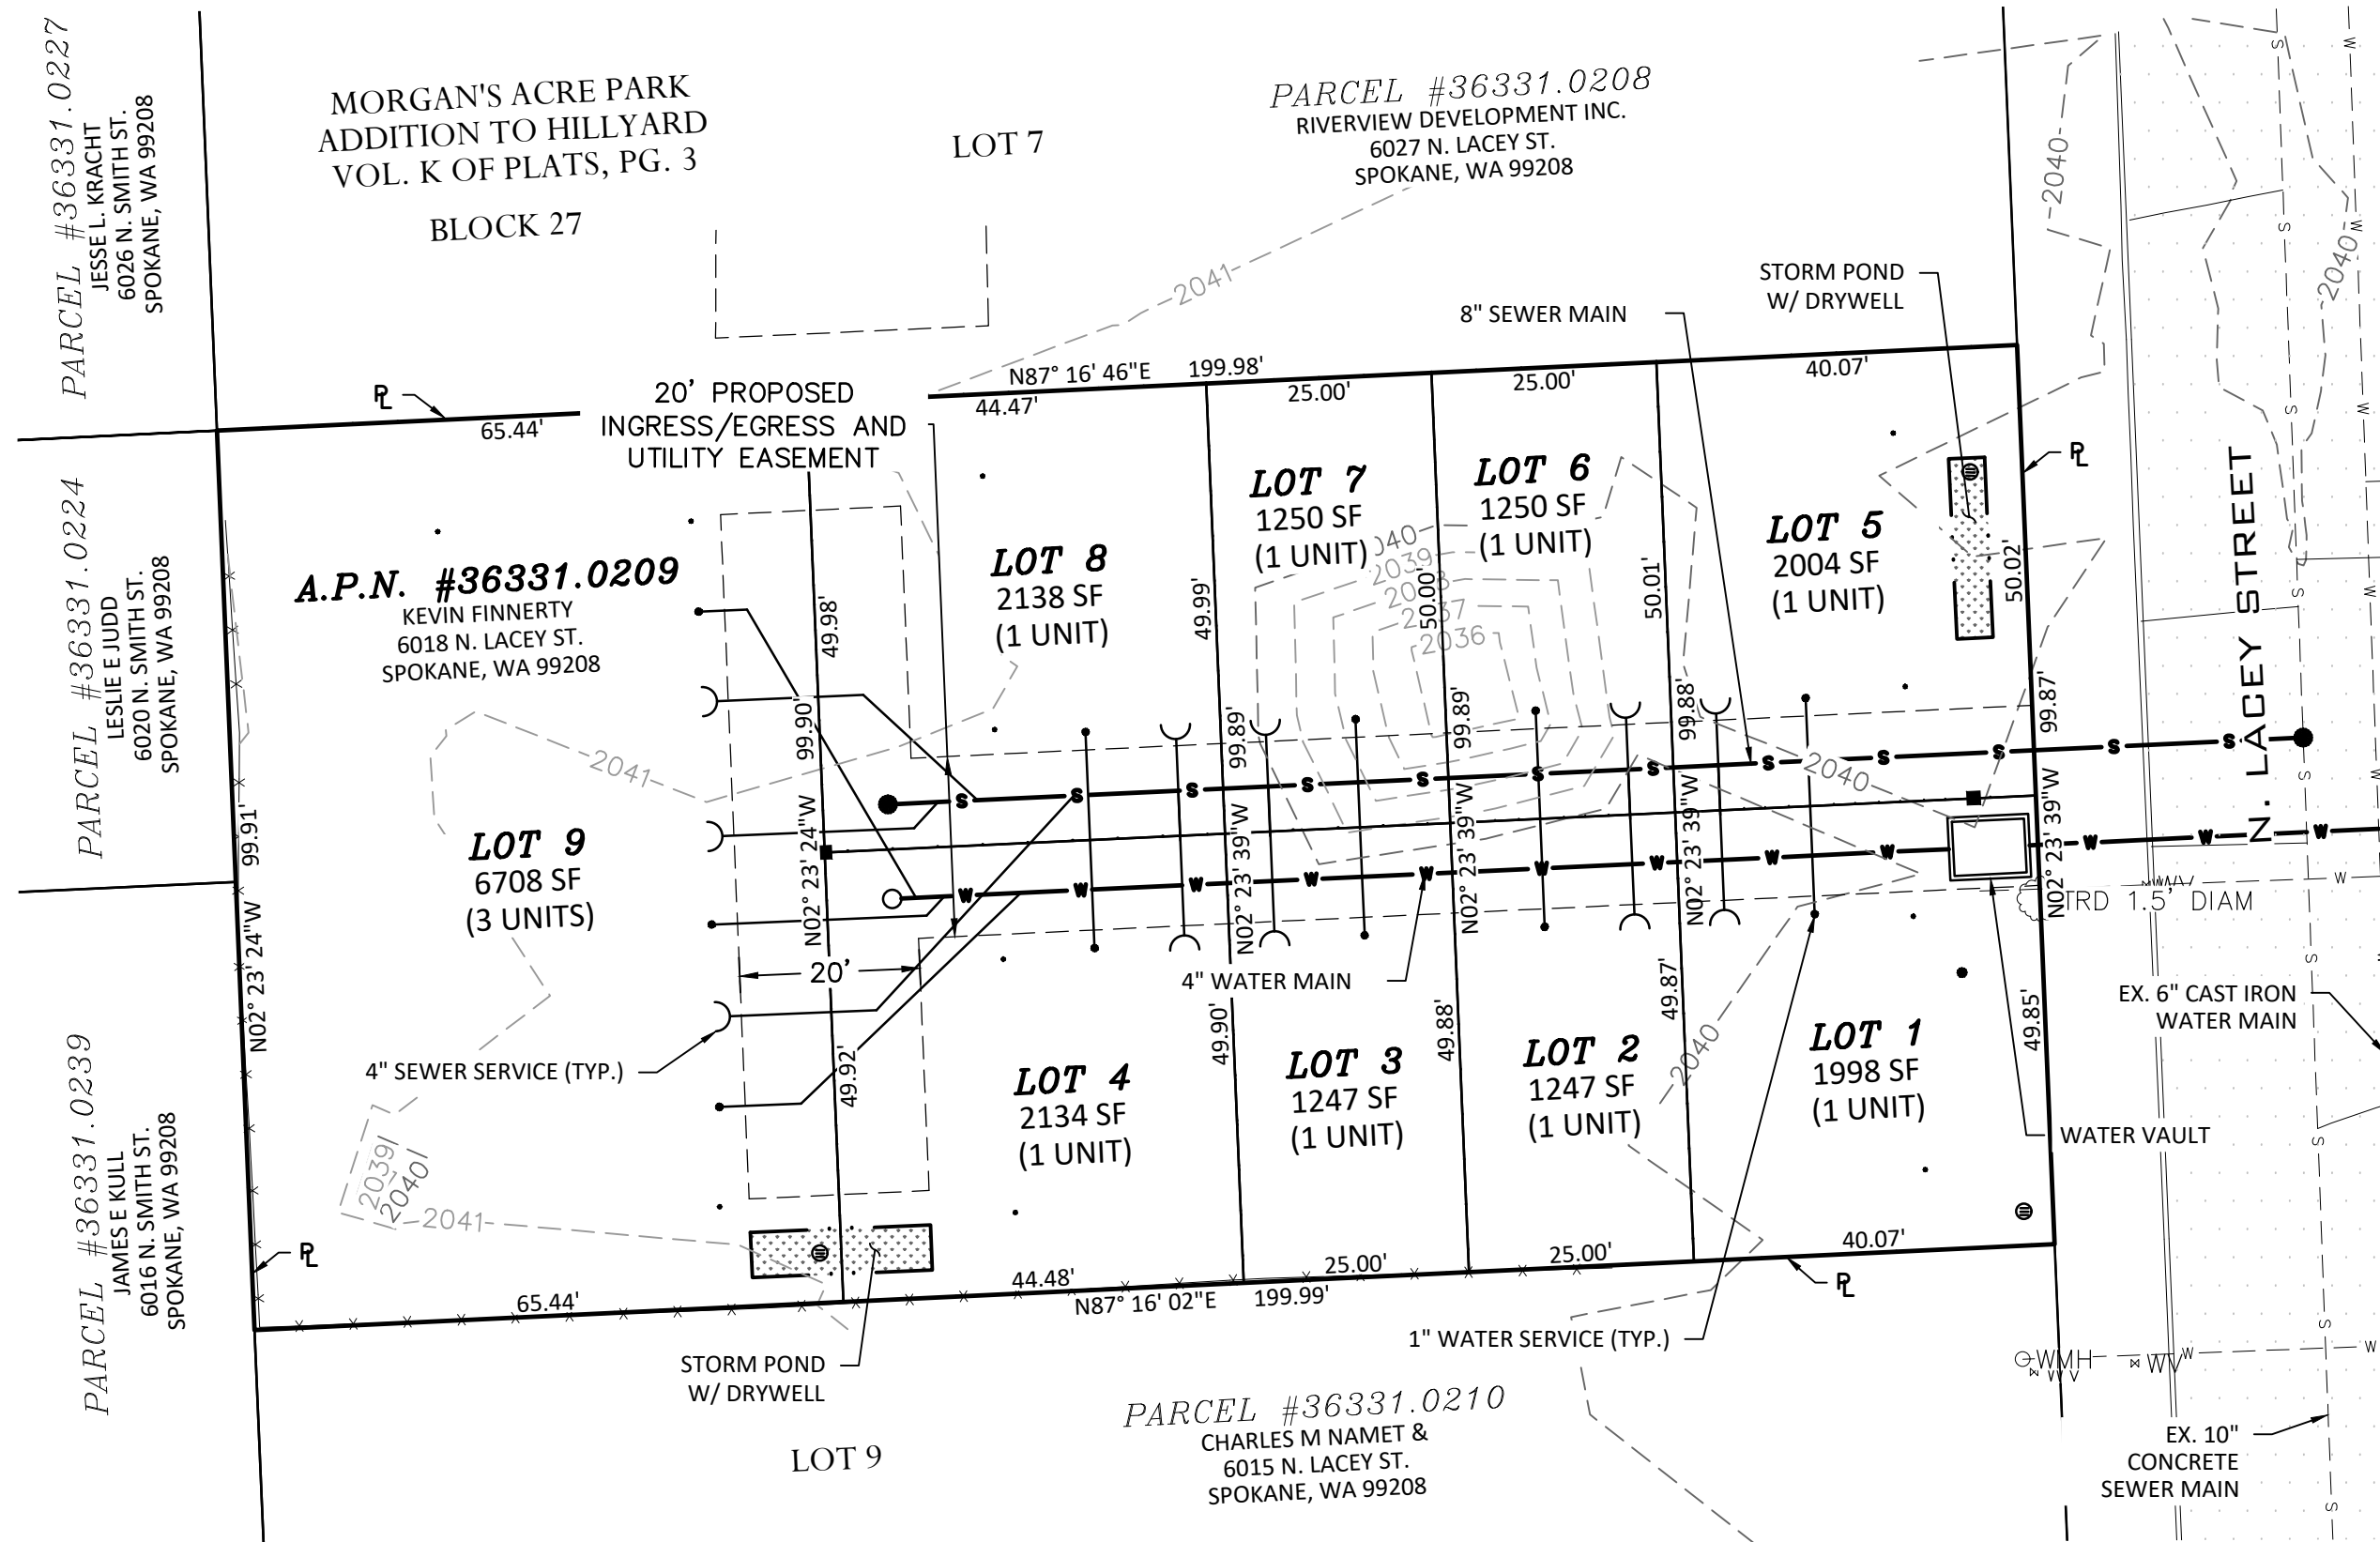 PARCEL #36331.0227
JESSE L. KRACHT
6026 N. SMITH ST.
SPOKANE, WA 99208
MORGAN'S ACRE PARK
ADDITION TO HILLYARD
VOL. K OF PLATS, PG. 3
BLOCK 27
LOT 7
PARCEL #36331.0208
RIVERVIEW DEVELOPMENT INC.
6027 N. LACEY ST.
SPOKANE, WA 99208
2041
2040
2040
STORM POND
W/ DRYWELL
8" SEWER MAIN
PL
65.44'
20' PROPOSED
INGRESS/EGRESS AND
UTILITY EASEMENT
N87° 16' 46"E 199.98'
44.47'
25.00'
25.00'
40.07'
PL
PARCEL #36331.0224
LESLIE E JUDD
6020 N. SMITH ST.
SPOKANE, WA 99208
A.P.N. #36331.0209
KEVIN FINNERTY
6018 N. LACEY ST.
SPOKANE, WA 99208
LOT 8
2138 SF
(1 UNIT)
LOT 7
1250 SF
(1 UNIT)
LOT 6
1250 SF
(1 UNIT)
LOT 5
2004 SF
(1 UNIT)
2039
2036
49.98'
49.99'
50.00'
50.01'
50.02'
99.90'
99.89'
99.89'
99.88'
99.87'
N. LACEY STREET
2041
2040
S S S S S S S S S S S S
W W W W W W W W W W W W
99.91'
N02° 23' 24"W
N02° 23' 24"W
N02° 23' 39"W
N02° 23' 39"W
N02° 23' 39"W
N02° 23' 39"W
LOT 9
6708 SF
(3 UNITS)
20'
4" WATER MAIN
TRD 1.5' DIAM
EX. 6" CAST IRON
WATER MAIN
PARCEL #36331.0239
JAMES E KULL
6016 N. SMITH ST.
SPOKANE, WA 99208
4" SEWER SERVICE (TYP.)
49.92'
49.90'
49.88'
49.87'
49.85'
LOT 4
2134 SF
(1 UNIT)
LOT 3
1247 SF
(1 UNIT)
LOT 2
1247 SF
(1 UNIT)
LOT 1
1998 SF
(1 UNIT)
2040
WATER VAULT
2039
2040
2041
PL
65.44'
44.48'
25.00'
25.00'
40.07'
N87° 16' 02"E 199.99'
PL
STORM POND
W/ DRYWELL
1" WATER SERVICE (TYP.)
WMH
WV
WV
PARCEL #36331.0210
CHARLES M NAMET &
6015 N. LACEY ST.
SPOKANE, WA 99208
LOT 9
EX. 10"
CONCRETE
SEWER MAIN